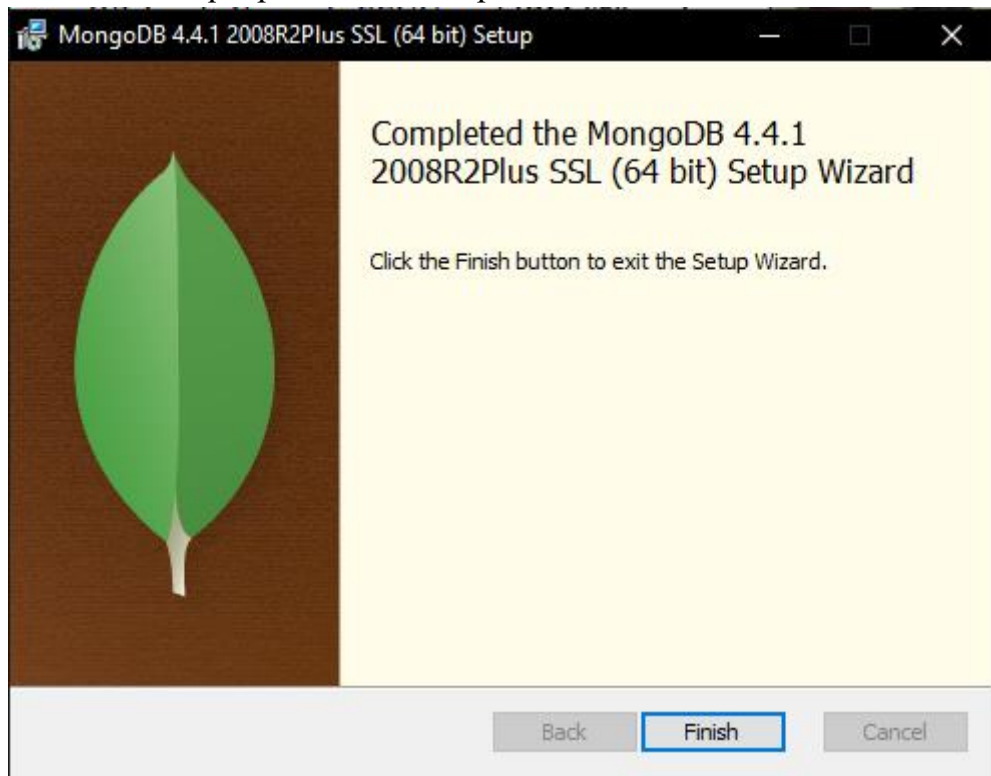 MongoDB 4.4.1 2008R2Plus SSL (64 bit) Setup
Completed the MongoDB 4.4.1
2008R2Plus SSL (64 bit) Setup Wizard
Click the Finish button to exit the Setup Wizard.
Back
Finish
Cancel